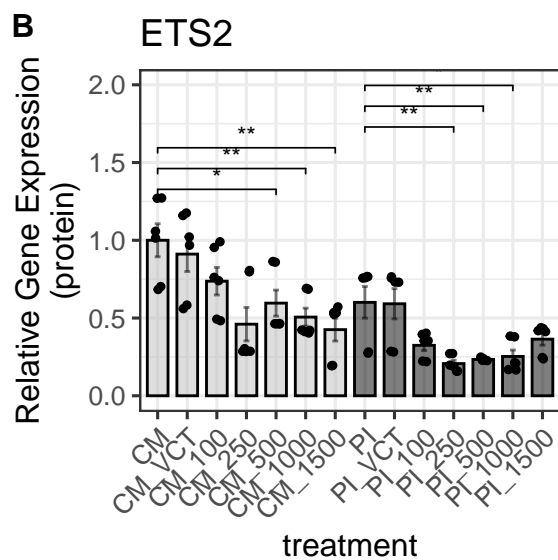 B
ETS2
Relative Gene Expression
(protein)
2.0
1.5
1.0
0.5
0.0
**
**
*
**
**
**
CM
CM_VCT
CM_100
CM_250
CM_500
CM_1000
CM_1500
PI
PI_VCT
PI_100
PI_250
PI_500
PI_1000
PI_1500
treatment